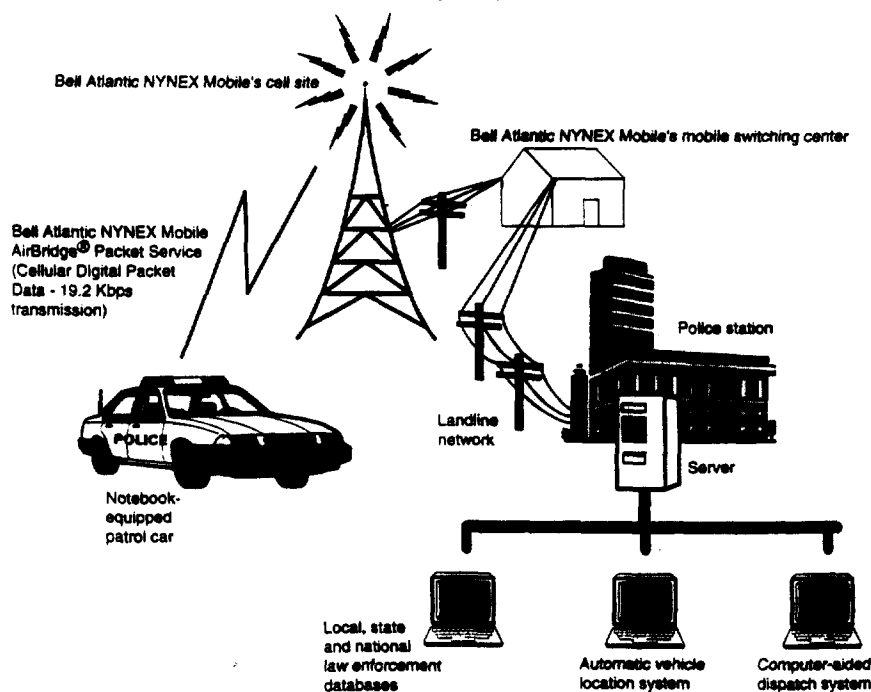 Bell Atlantic NYNEX Mobile's cell site
Bell Atlantic NYNEX Mobile's mobile switching center
Bell Atlantic NYNEX Mobile
AirBridge® Packet Service
(Cellular Digital Packet
Data - 19.2 Kbps
transmission)
Police station
POLICE
Landline
network
Server
Notebook-
equipped
patrol car
Local, state
and national
law enforcement
databases
Automatic vehicle
location system
Computer-aided
dispatch system